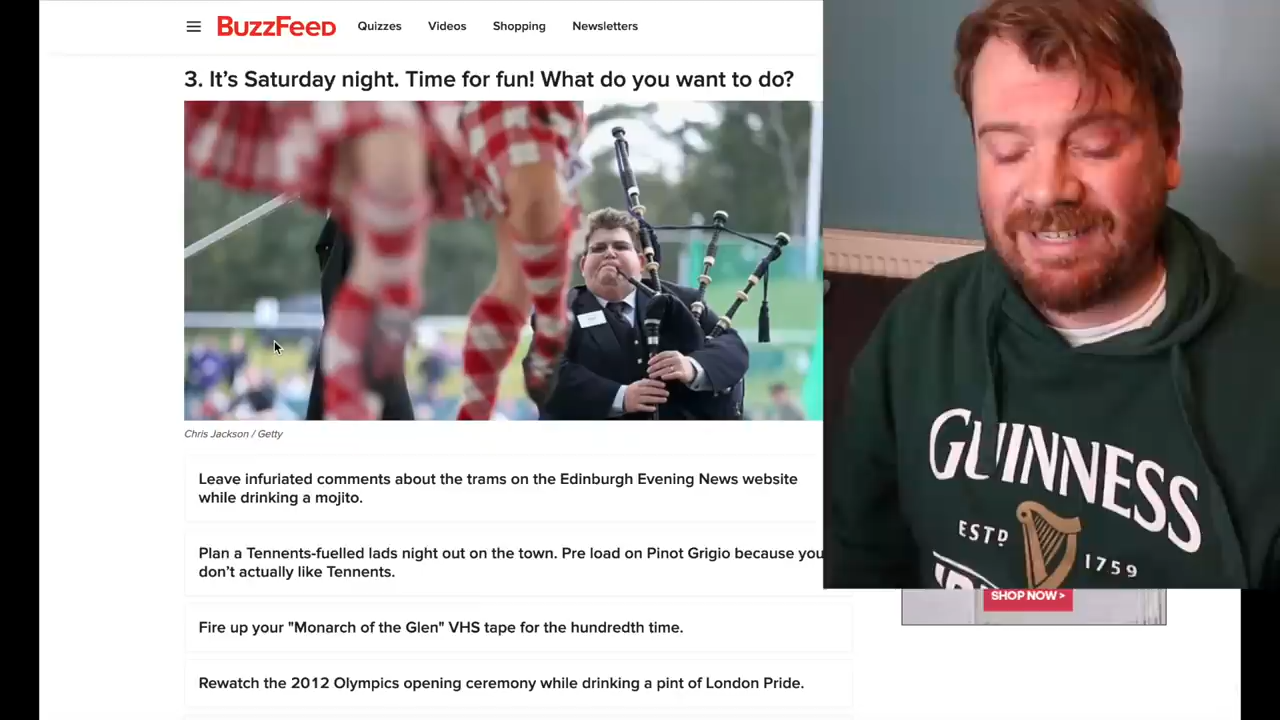 BuzzFeed
Quizzes
Videos
Shopping
Newsletters
3. It's Saturday night. Time for fun! What do you want to do?
Chris Jackson / Getty
Leave infuriated comments about the trams on the Edinburgh Evening News website
while drinking a mojito.
Plan a Tennents-fuelled lads night out on the town. Pre load on Pinot Grigio because you
don't actually like Tennents.
Fire up your "Monarch of the Glen" VHS tape for the hundredth time.
Rewatch the 2012 Olympics opening ceremony while drinking a pint of London Pride.
GUINNESS
ESTD
1759
SHOP NOW >